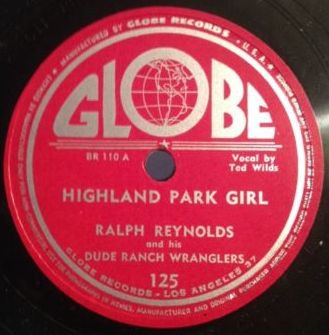 MANUFACTURED BY GLOBE RECORDS U.S.A.
GLOBE
BR 110 A
Vocal by
Ted Wilds
HIGHLAND PARK GIRL
RALPH REYNOLDS
and his
DUDE RANCH WRANGLERS
125
GLOBE RECORDS - LOS ANGELES 37